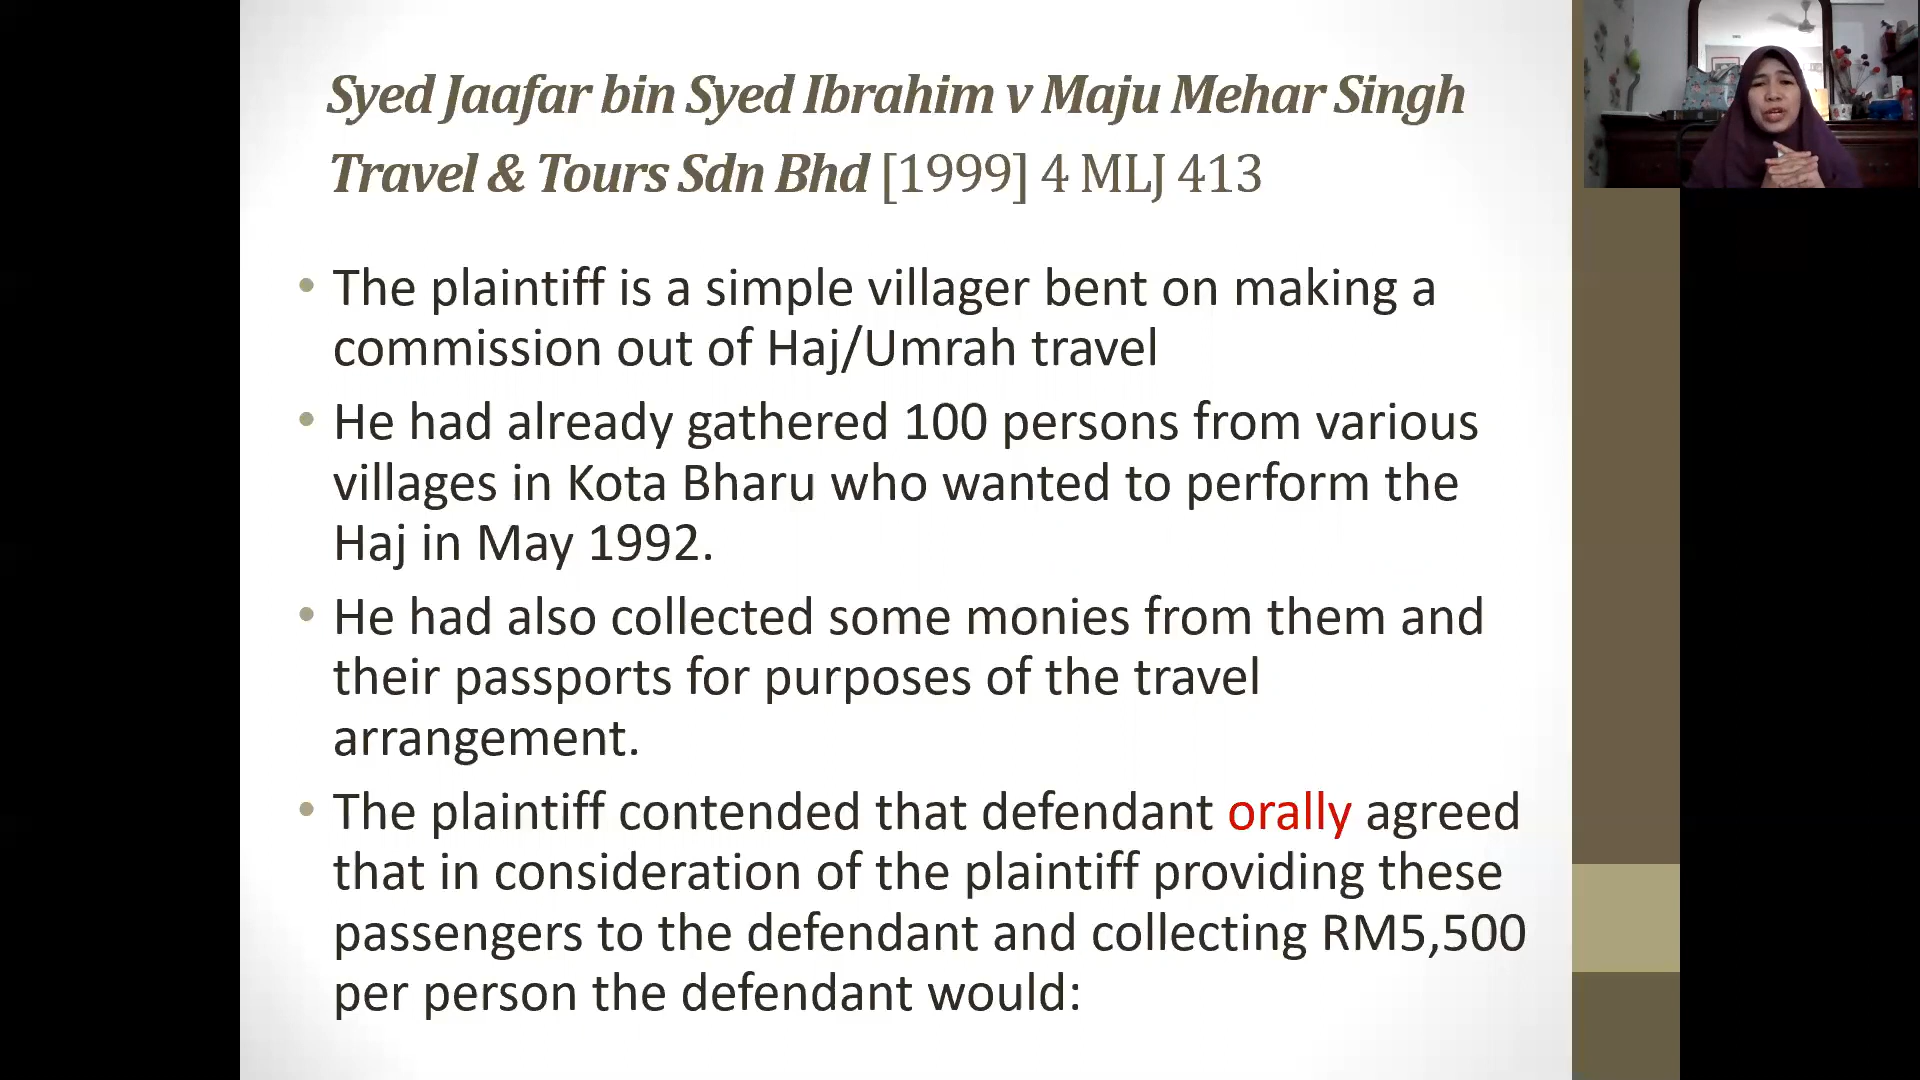 Syed Jaafar bin Syed Ibrahim v Maju Mehar Singh
Travel & Tours Sdn Bhd [1999] 4 MLJ 413
• The plaintiff is a simple villager bent on making a
commission out of Haj/Umrah travel
• He had already gathered 100 persons from various
villages in Kota Bharu who wanted to perform the
Haj in May 1992.
• He had also collected some monies from them and
their passports for purposes of the travel
arrangement.
• The plaintiff contended that defendant orally agreed
that in consideration of the plaintiff providing these
passengers to the defendant and collecting RM5,500
per person the defendant would: